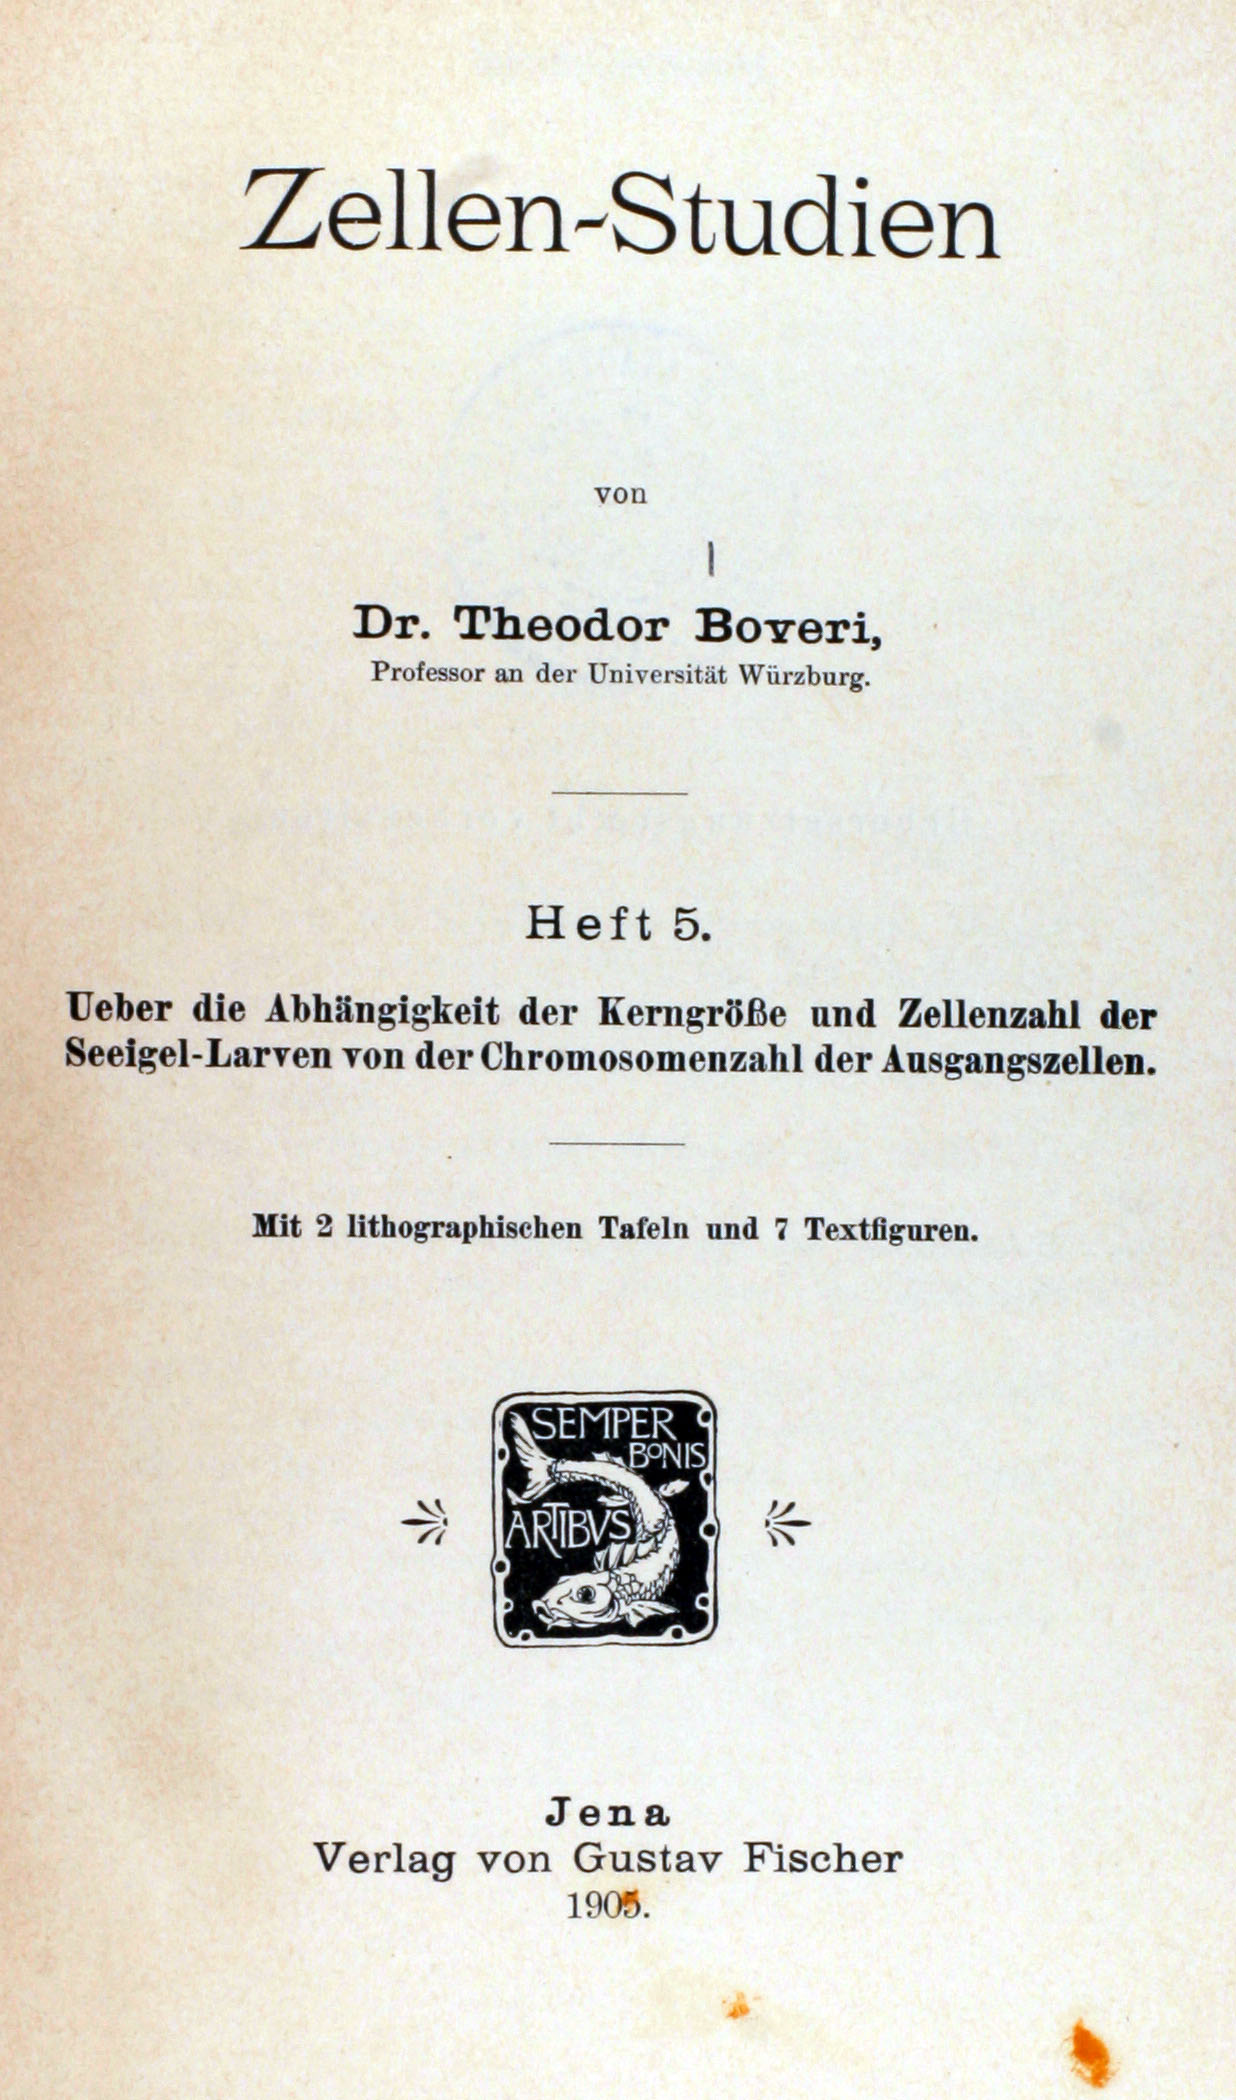 Zellen-Studien
von
Dr. Theodor Boveri,
Professor an der Universität Würzburg.
Heft 5.
Ueber die Abhängigkeit der Kerngröße und Zellenzahl der
Seeigel-Larven von der Chromosomenzahl der Ausgangszellen.
Mit 2 lithographischen Tafeln und 7 Textfiguren.
SEMPER
BONIS
ARTIBVS
Jena
Verlag von Gustav Fischer
1905.